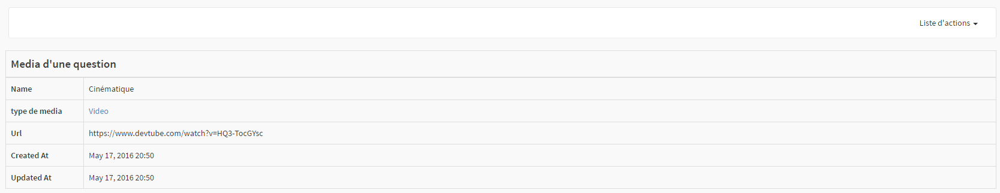 Liste d'actions
Media d'une question
Name Cinématique
type de media Video
Url https://www.devtube.com/watch?v=HQ3-TocGYsc
Created At May 17, 2016 20:50
Updated At May 17, 2016 20:50